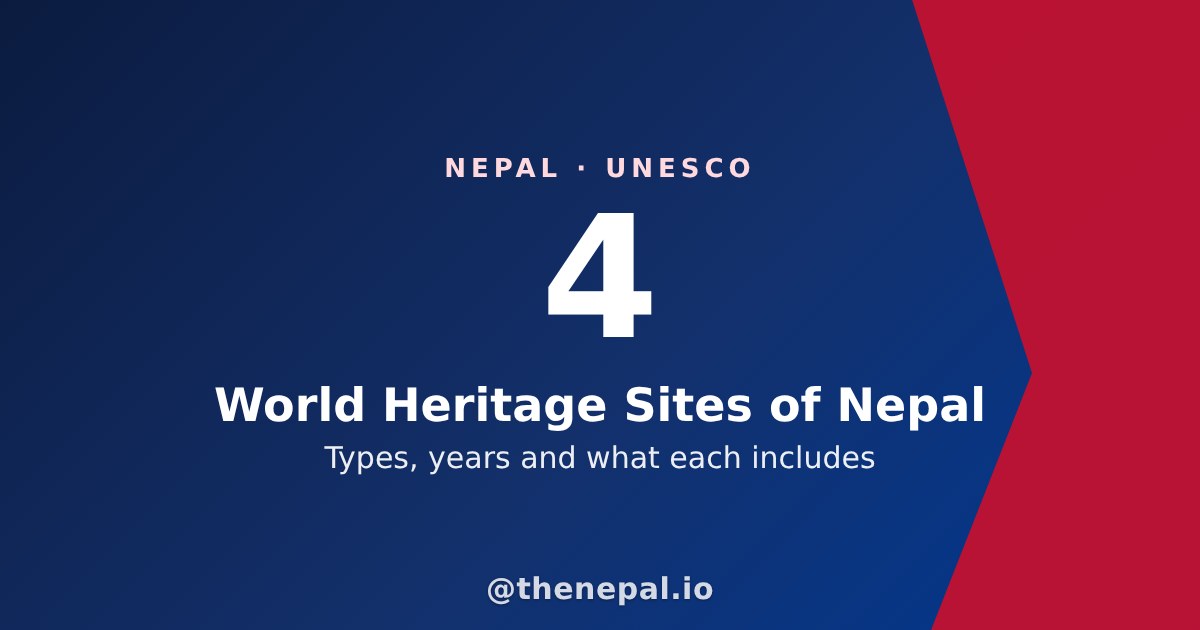 NEPAL · UNESCO
4
World Heritage Sites of Nepal
Types, years and what each includes
@thenepal.io